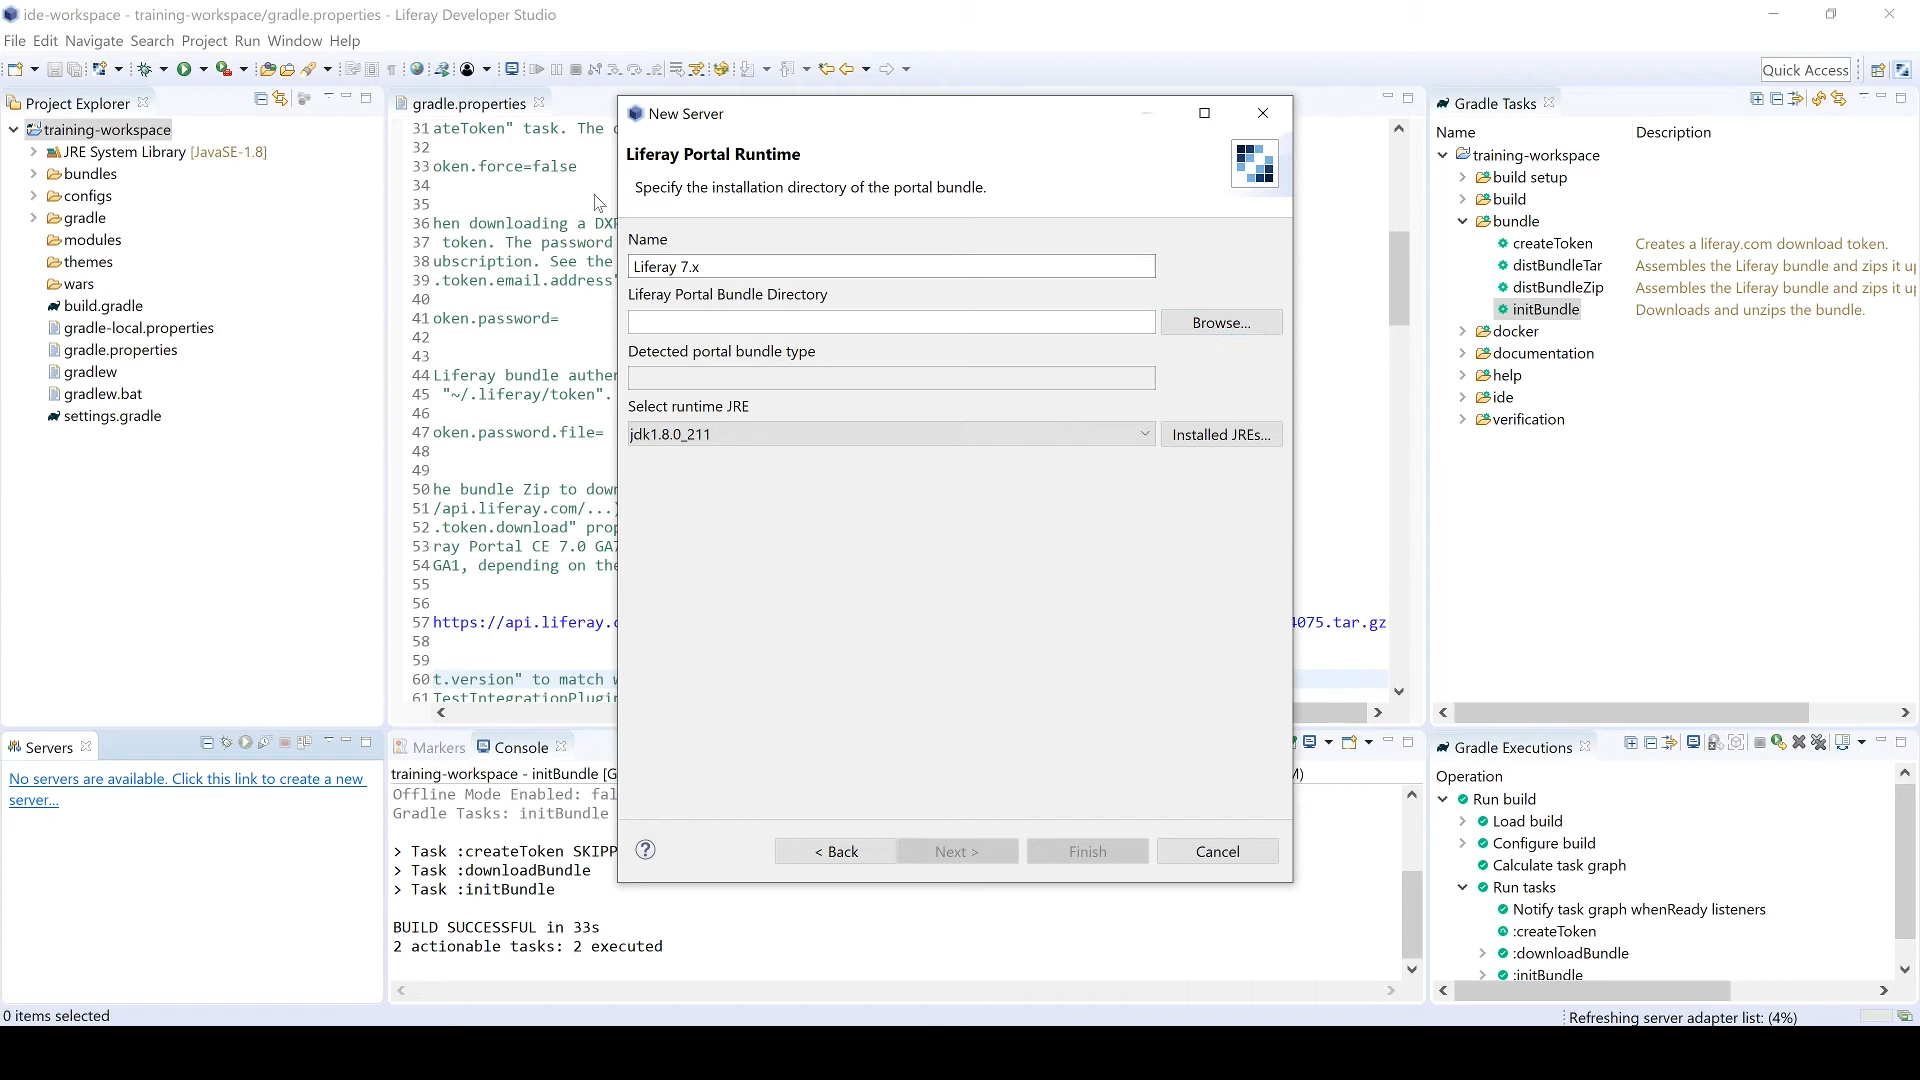 ide-workspace - training-workspace/gradle.properties - Liferay Developer Studio
File Edit Navigate Search Project Run Window Help
Quick Access
Project Explorer
training-workspace
JRE System Library [JavaSE-1.8]
bundles
configs
gradle
modules
themes
wars
build.gradle
gradle-local.properties
gradle.properties
gradlew
gradlew.bat
settings.gradle
gradle.properties
31 ateToken" task. The
32
33 oken.force=false
34
35
36 hen downloading a DX
37 token. The password
38 ubscription. See the
39 .token.email.address
40
41 oken.password=
42
43
44 Liferay bundle authe
45 "~/.liferay/token".
46
47 oken.password.file=
48
49
50 he bundle Zip to dow
51 /api.liferay.com/...)
52 .token.download" prop
53 ray Portal CE 7.0 GA7
54 GA1, depending on the
55
56
57 https://api.liferay. 4075.tar.gz
58
59
60 t.version" to match w
61 TestIntegrationPlugin
New Server
Liferay Portal Runtime
Specify the installation directory of the portal bundle.
Name
Liferay 7.x
Liferay Portal Bundle Directory
Browse...
Detected portal bundle type
Select runtime JRE
jdk1.8.0_211
Installed JREs...
? < Back Next > Finish Cancel
Gradle Tasks
Name Description
training-workspace
build setup
build
bundle
createToken Creates a liferay.com download token.
distBundleTar Assembles the Liferay bundle and zips it u
distBundleZip Assembles the Liferay bundle and zips it u
initBundle Downloads and unzips the bundle.
docker
documentation
help
ide
verification
Servers
No servers are available. Click this link to create a new
server...
Markers Console
training-workspace - initBundle [G
Offline Mode Enabled: fal
Gradle Tasks: initBundle
> Task :createToken SKIPP
> Task :downloadBundle
> Task :initBundle
BUILD SUCCESSFUL in 33s
2 actionable tasks: 2 executed
Gradle Executions
Operation
Run build
Load build
Configure build
Calculate task graph
Run tasks
Notify task graph whenReady listeners
:createToken
:downloadBundle
:initBundle
0 items selected
Refreshing server adapter list: (4%)